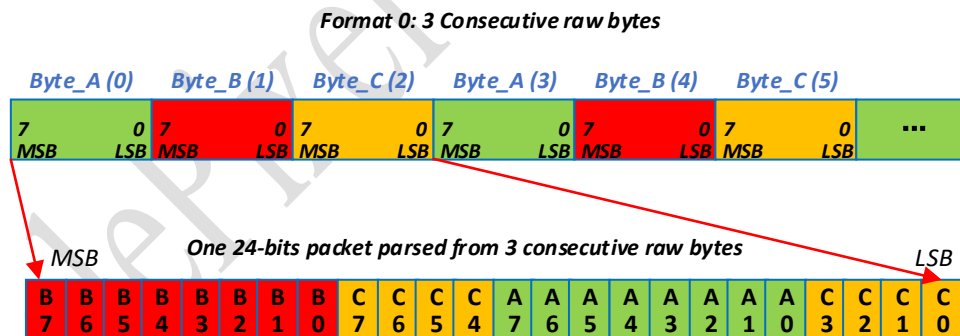 Format 0: 3 Consecutive raw bytes
Byte_A (0) Byte_B (1) Byte_C (2) Byte_A (3) Byte_B (4) Byte_C (5)
7 0 7 0 7 0 7 0 7 0 7 0 ...
MSB LSB MSB LSB MSB LSB MSB LSB MSB LSB MSB LSB
One 24-bits packet parsed from 3 consecutive raw bytes
MSB LSB
B B B B B B B B C C C C A A A A A A A A C C C C
7 6 5 4 3 2 1 0 7 6 5 4 7 6 5 4 3 2 1 0 3 2 1 0